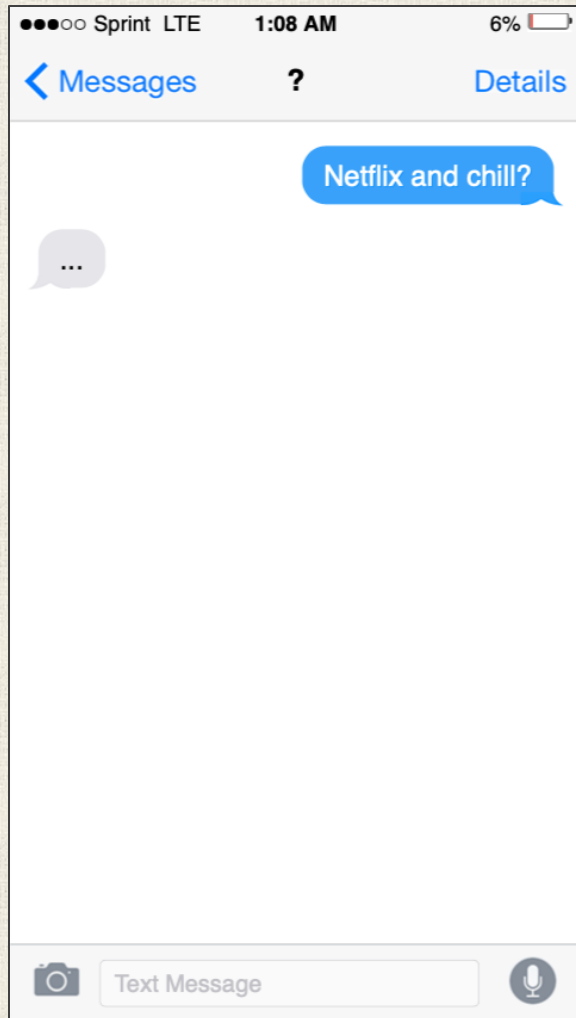 Sprint LTE 1:08 AM 6%
Messages ? Details
Netflix and chill?
...
Text Message